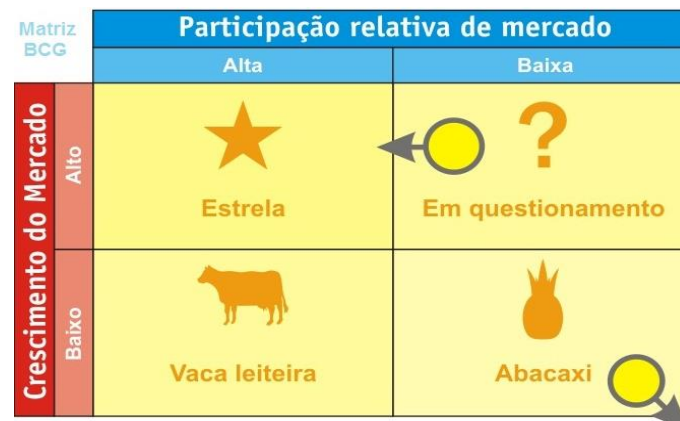 Matriz
BCG
Participação relativa de mercado
Alta
Baixa
Crescimento do Mercado
Alto
Estrela
?
Em questionamento
Baixo
Vaca leiteira
Abacaxi